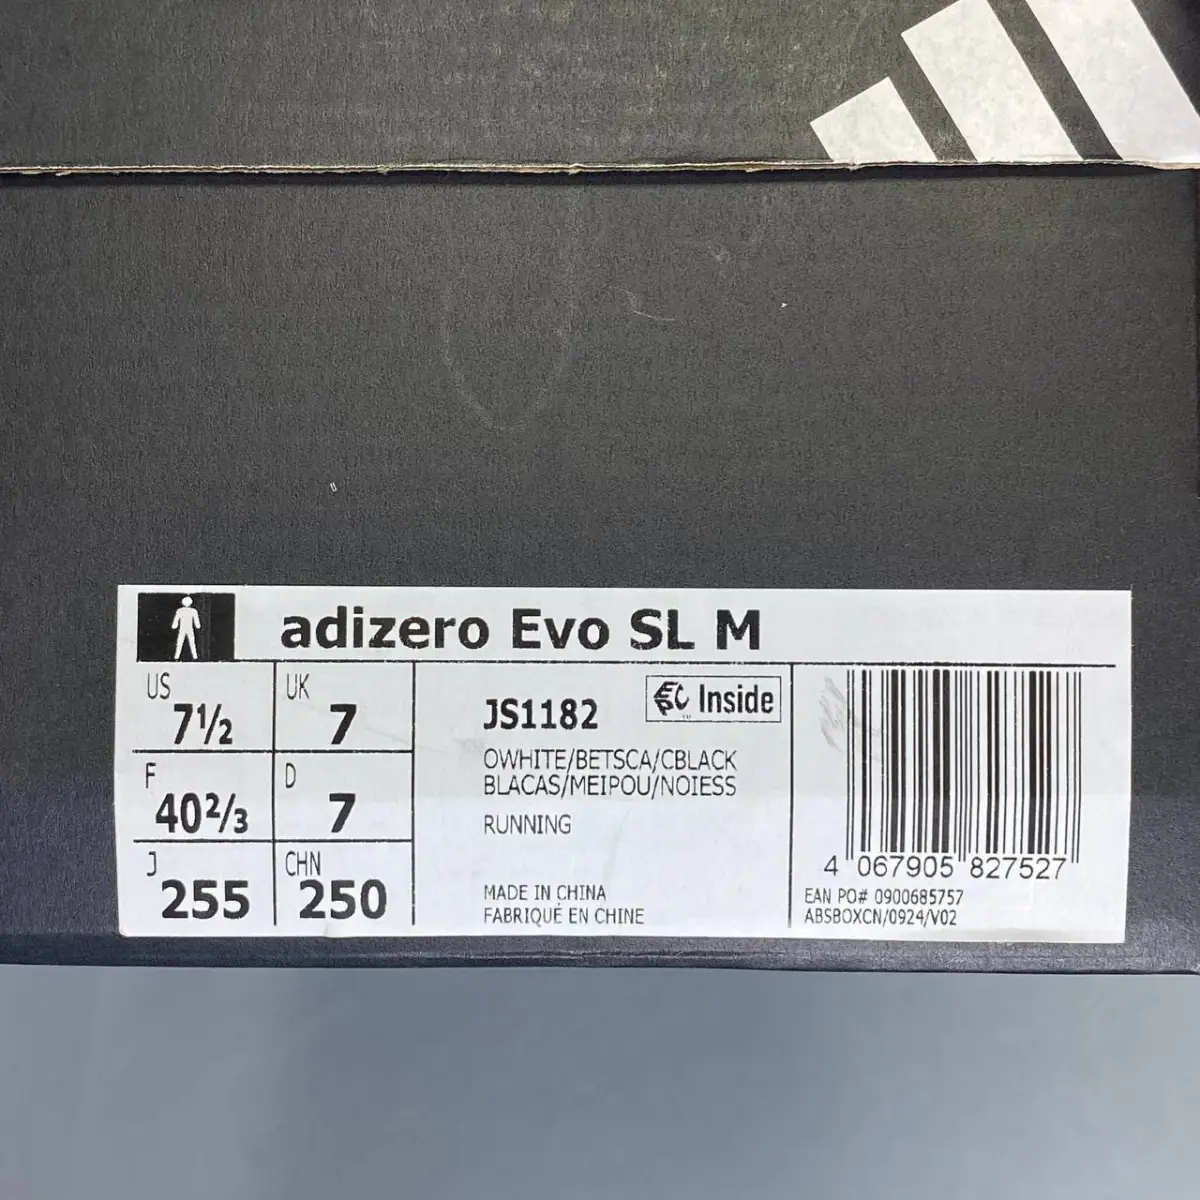 adizero Evo SL M
US
7½
UK
7
F
40⅔
D
7
J
255
CHN
250
JS1182
EPC Inside
OWHITE/BETSCA/CBLACK
BLACAS/MEIPOU/NOIESS
RUNNING
MADE IN CHINA
FABRIQUÉ EN CHINE
4 067905 827527
EAN PO# 0900685757
ABSBOXCN/0924/V02